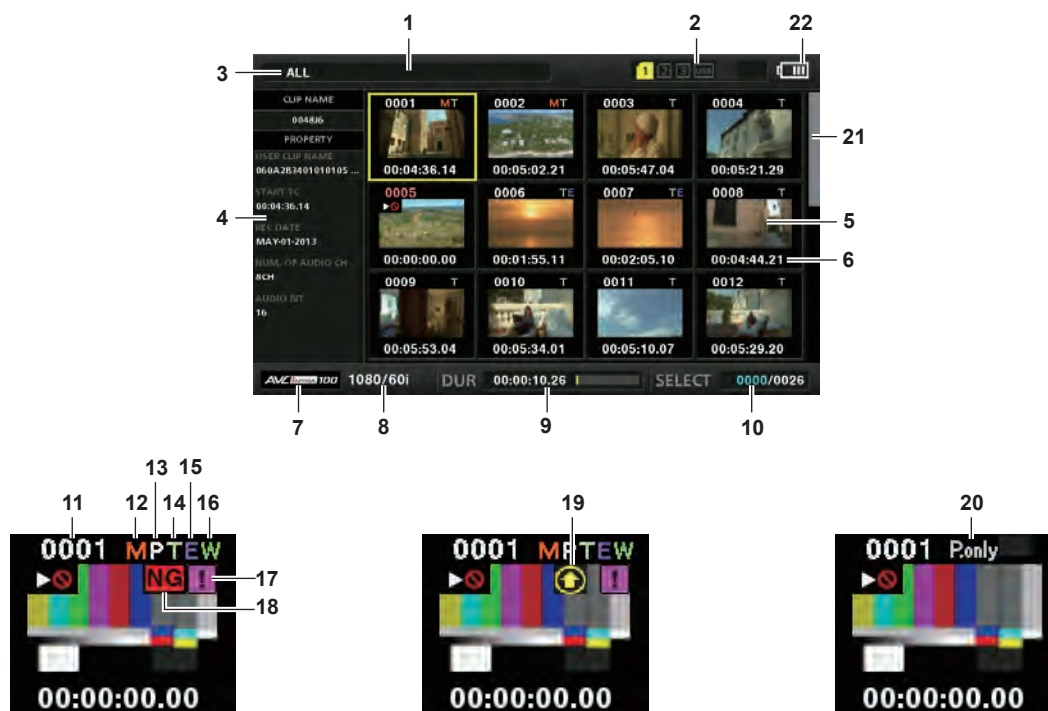 1 2 22
3 ALL 1 2 3 USB
CLIP NAME
0048J6
PROPERTY
USER CLIP NAME
060A2B3401010105 ...
START TC
00:04:36.14
4
REC DATE
MAY-01-2013
NUM. OF AUDIO CH
8CH
AUDIO BIT
16
0001 MT 0002 MT 0003 T 0004 T
21
00:04:36.14 00:05:02.21 00:05:47.04 00:05:21.29
0005 0006 TE 0007 TE 0008 T
5
00:00:00.00 00:01:55.11 00:02:05.10 00:04:44.21 6
0009 T 0010 T 0011 T 0012 T
00:05:53.04 00:05:34.01 00:05:10.07 00:05:29.20
AVC 100 1080/60i DUR 00:00:10.26 SELECT 0000/0026
7 8 9 10
13 15
11 12 14 16 19 20
0001 MPTEW
NG ! 17
18
00:00:00.00
0001 MPTEW
!
00:00:00.00
0001 P.only
00:00:00.00